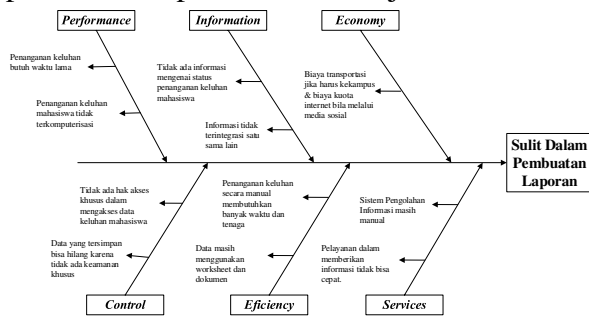 Performance
Information
Economy
Penanganan keluhan
butuh waktu lama
Penanganan keluhan
mahasiswa tidak
terkomputerisasi
Tidak ada informasi
mengenai status
penanganan keluhan
mahasiswa
Informasi tidak
terintegrasi satu
sama lain
Biaya transportasi
jika harus kekampus
& biaya kuota
internet bila melalui
media sosial
Sulit Dalam
Pembuatan
Laporan
Tidak ada hak akses
khusus dalam
mengakses data
keluhan mahasiswa
Data yang tersimpan
bisa hilang karena
tidak ada keamanan
khusus
Penanganan keluhan
secara manual
membutuhkan
banyak waktu dan
tenaga
Data masih
menggunakan
worksheet dan
dokumen
Sistem Pengolahan
Informasi masih
manual
Pelayanan dalam
memberikan
informasi tidak bisa
cepat.
Control
Eficiency
Services